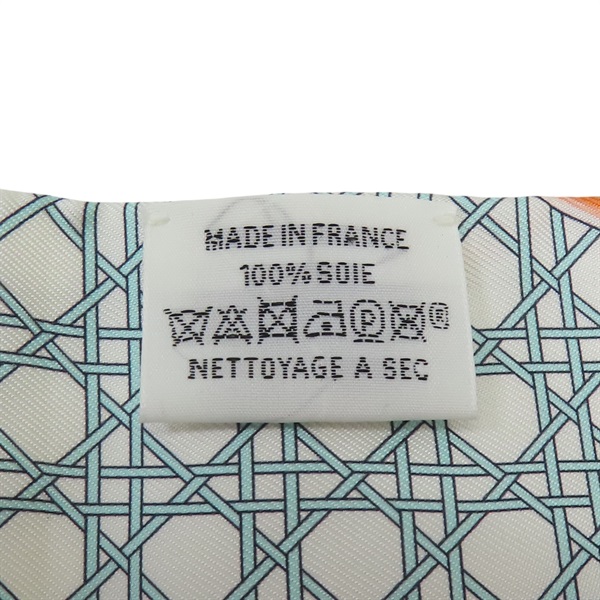 MADE IN FRANCE
100% SOIE
P ®
NETTOYAGE A SEC